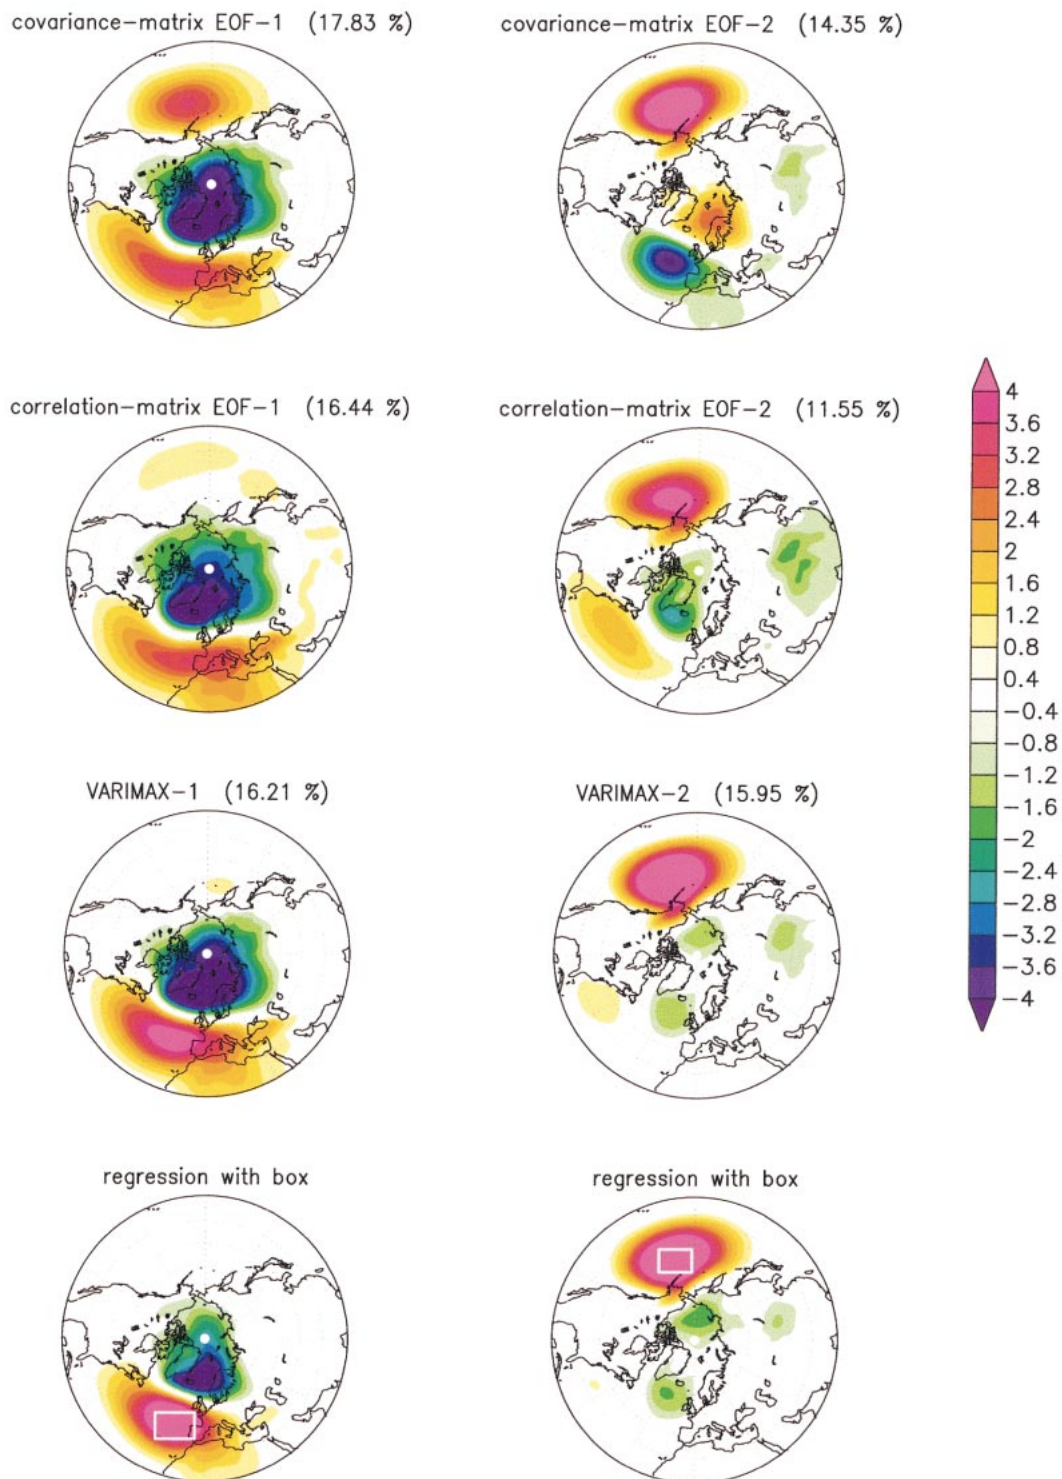 covariance-matrix EOF-1 (17.83 %)
covariance-matrix EOF-2 (14.35 %)
correlation-matrix EOF-1 (16.44 %)
correlation-matrix EOF-2 (11.55 %)
VARIMAX-1 (16.21 %)
VARIMAX-2 (15.95 %)
regression with box
regression with box
4
3.6
3.2
2.8
2.4
2
1.6
1.2
0.8
0.4
-0.4
-0.8
-1.2
-1.6
-2
-2.4
-2.8
-3.2
-3.6
-4